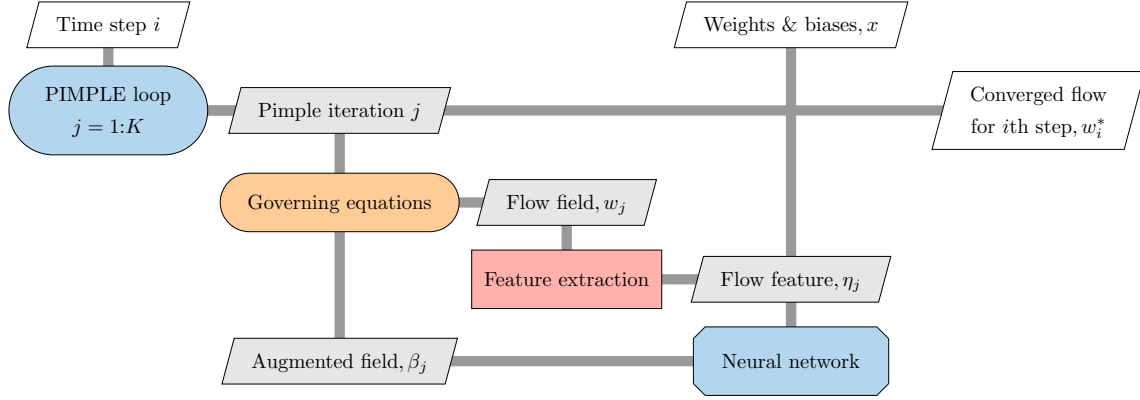 Time step i
Weights & biases, x
PIMPLE loop
j = 1:K
Pimple iteration j
Converged flow
for ith step, w_i^*
Governing equations
Flow field, w_j
Feature extraction
Flow feature, η_j
Augmented field, β_j
Neural network